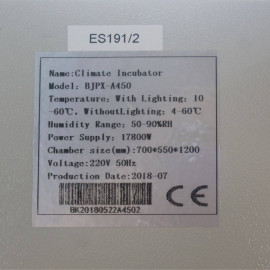 ES191/2
Name:Climate Incubator
Model: BJPX-A450
Temperature: With Lighting: 10
-60℃, WithoutLighting: 4-60℃
Humidity Range: 50-90%RH
Power Supply: 17800W
Chamber size(mm):700*550*1200
Voltage:220V 50Hz
Production Date:2018-07
CE
BK20180522A4502